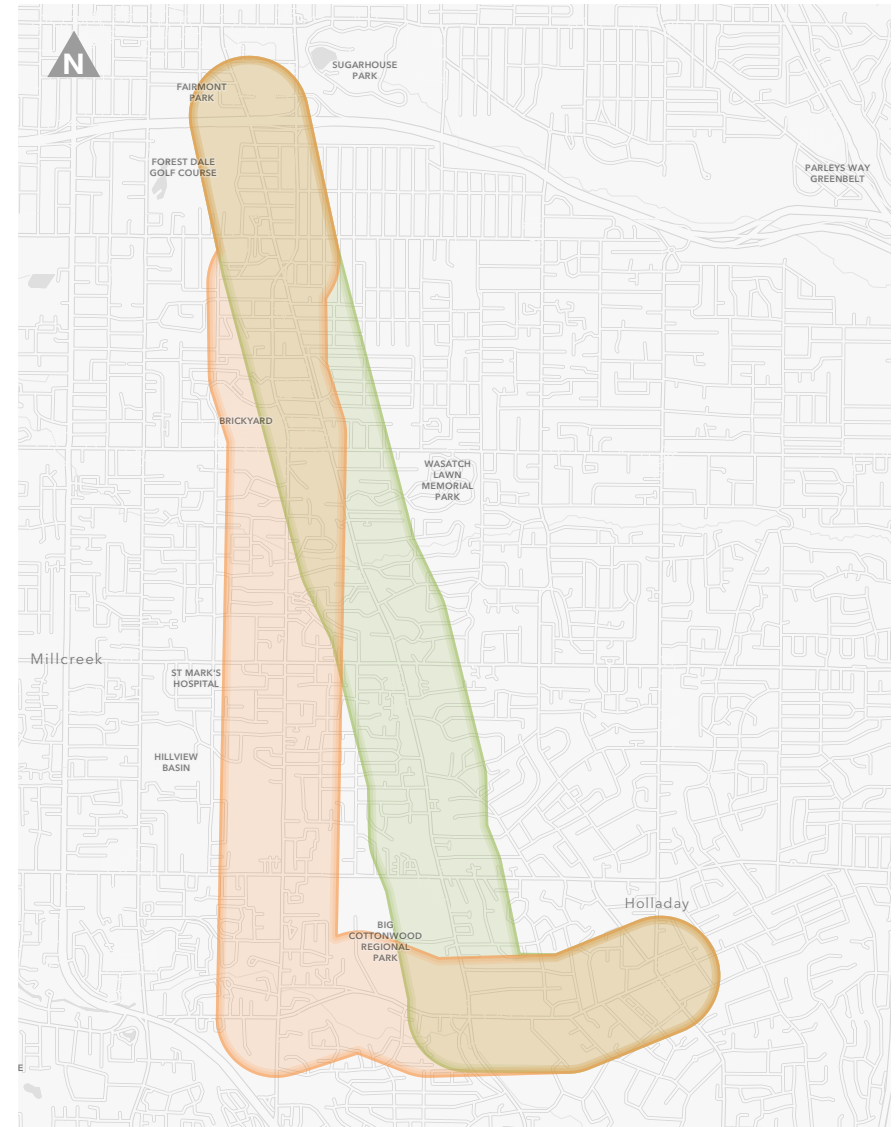 N
SUGARHOUSE
PARK
FAIRMONT
PARK
FOREST DALE
GOLF COURSE
PARLEYS WAY
GREENBELT
BRICKYARD
WASATCH
LAWN
MEMORIAL
PARK
Millcreek
ST MARK'S
HOSPITAL
HILLVIEW
BASIN
Holladay
BIG
COTTONWOOD
REGIONAL
PARK
E